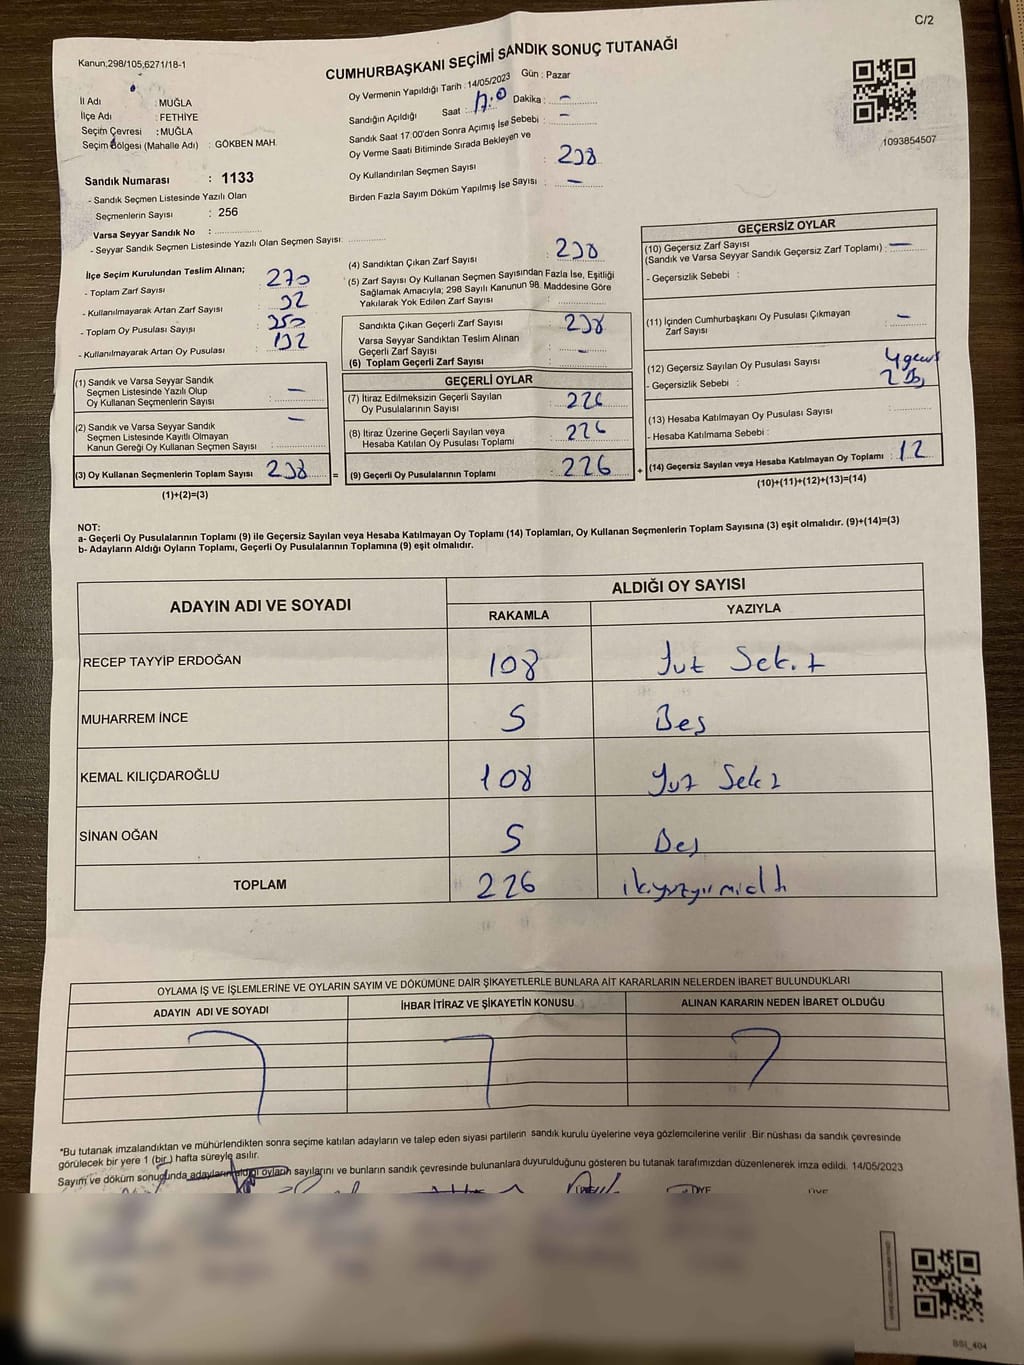 C/2
Kanun,298/105,6271/18-1
CUMHURBAŞKANI SEÇİMİ SANDIK SONUÇ TUTANAĞI
İl Adı : MUĞLA
İlçe Adı : FETHİYE
Seçim Çevresi : MUĞLA
Seçim Bölgesi (Mahalle Adı) : GÖKBEN MAH.
Oy Vermenin Yapıldığı Tarih : 14/05/2023 Gün : Pazar
Sandığın Açıldığı Saat : Dakika : –
Sandık Saat 17.00'den Sonra Açımış İse Sebebi : –
Oy Verme Saati Bitiminde Sırada Bekleyen ve
Oy Kullandırılan Seçmen Sayısı : 238
Birden Fazla Sayım Döküm Yapılmış İse Sayısı : –
1093854507
Sandık Numarası : 1133
- Sandık Seçmen Listesinde Yazılı Olan
Seçmenlerin Sayısı : 256
Varsa Seyyar Sandık No :
- Seyyar Sandık Seçmen Listesinde Yazılı Olan Seçmen Sayısı:
İlçe Seçim Kurulundan Teslim Alınan;
- Toplam Zarf Sayısı : 270
- Kullanılmayarak Artan Zarf Sayısı : 32
- Toplam Oy Pusulası Sayısı : 350
- Kullanılmayarak Artan Oy Pusulası :
(1) Sandık ve Varsa Seyyar Sandık
Seçmen Listesinde Yazılı Olup
Oy Kullanan Seçmenlerin Sayısı : –
(2) Sandık ve Varsa Seyyar Sandık
Seçmen Listesinde Kayıtlı Olmayan
Kanun Gereği Oy Kullanan Seçmen Sayısı : –
(3) Oy Kullanan Seçmenlerin Toplam Sayısı : 238 =
(1)+(2)=(3)
(4) Sandıktan Çıkan Zarf Sayısı : 238
(5) Zarf Sayısı Oy Kullanan Seçmen Sayısından Fazla İse, Eşitliği
Sağlamak Amacıyla; 298 Sayılı Kanunun 98. Maddesine Göre
Yakılarak Yok Edilen Zarf Sayısı :
Sandıkta Çıkan Geçerli Zarf Sayısı : 238
Varsa Seyyar Sandıktan Teslim Alınan
Geçerli Zarf Sayısı : –
(6) Toplam Geçerli Zarf Sayısı :
GEÇERLİ OYLAR
(7) İtiraz Edilmeksizin Geçerli Sayılan
Oy Pusulalarının Sayısı : 226
(8) İtiraz Üzerine Geçerli Sayılan veya
Hesaba Katılan Oy Pusulası Toplamı : 226
(9) Geçerli Oy Pusulalarının Toplamı : 226 +
GEÇERSİZ OYLAR
(10) Geçersiz Zarf Sayısı
(Sandık ve Varsa Seyyar Sandık Geçersiz Zarf Toplamı) : –
- Geçersizlik Sebebi :
(11) İçinden Cumhurbaşkanı Oy Pusulası Çıkmayan
Zarf Sayısı : –
(12) Geçersiz Sayılan Oy Pusulası Sayısı :
- Geçersizlik Sebebi :
(13) Hesaba Katılmayan Oy Pusulası Sayısı :
- Hesaba Katılmama Sebebi :
(14) Geçersiz Sayılan veya Hesaba Katılmayan Oy Toplamı : 12
(10)+(11)+(12)+(13)=(14)
NOT:
a- Geçerli Oy Pusulalarının Toplamı (9) ile Geçersiz Sayılan veya Hesaba Katılmayan Oy Toplamı (14) Toplamları, Oy Kullanan Seçmenlerin Toplam Sayısına (3) eşit olmalıdır. (9)+(14)=(3)
b- Adayların Aldığı Oyların Toplamı, Geçerli Oy Pusulalarının Toplamına (9) eşit olmalıdır.
ADAYIN ADI VE SOYADI ALDIĞI OY SAYISI
RAKAMLA YAZIYLA
RECEP TAYYİP ERDOĞAN 108 Yuz Sekiz
MUHARREM İNCE 5 Beş
KEMAL KILIÇDAROĞLU 108 Yuz Sekiz
SİNAN OĞAN 5 Beş
TOPLAM 226 ikiyuzyirmialtı
OYLAMA İŞ VE İŞLEMLERİNE VE OYLARIN SAYIM VE DÖKÜMÜNE DAİR ŞİKAYETLERLE BUNLARA AİT KARARLARIN NELERDEN İBARET BULUNDUKLARI
ADAYIN ADI VE SOYADI İHBAR İTİRAZ VE ŞİKAYETİN KONUSU ALINAN KARARIN NEDEN İBARET OLDUĞU
*Bu tutanak imzalandıktan ve mühürlendikten sonra seçime katılan adayların ve talep eden siyasi partilerin sandık kurulu üyelerine veya gözlemcilerine verilir .Bir nüshası da sandık çevresinde
görülecek bir yere 1 (bir ) hafta süreyle asılır.
Sayım ve döküm sonuçunda adayların aldığı oyların sayılarını ve bunların sandık çevresinde bulunanlara duyurulduğunu gösteren bu tutanak tarafımızdan düzenlenerek imza edildi. 14/05/2023
ÜYE
BSI_404